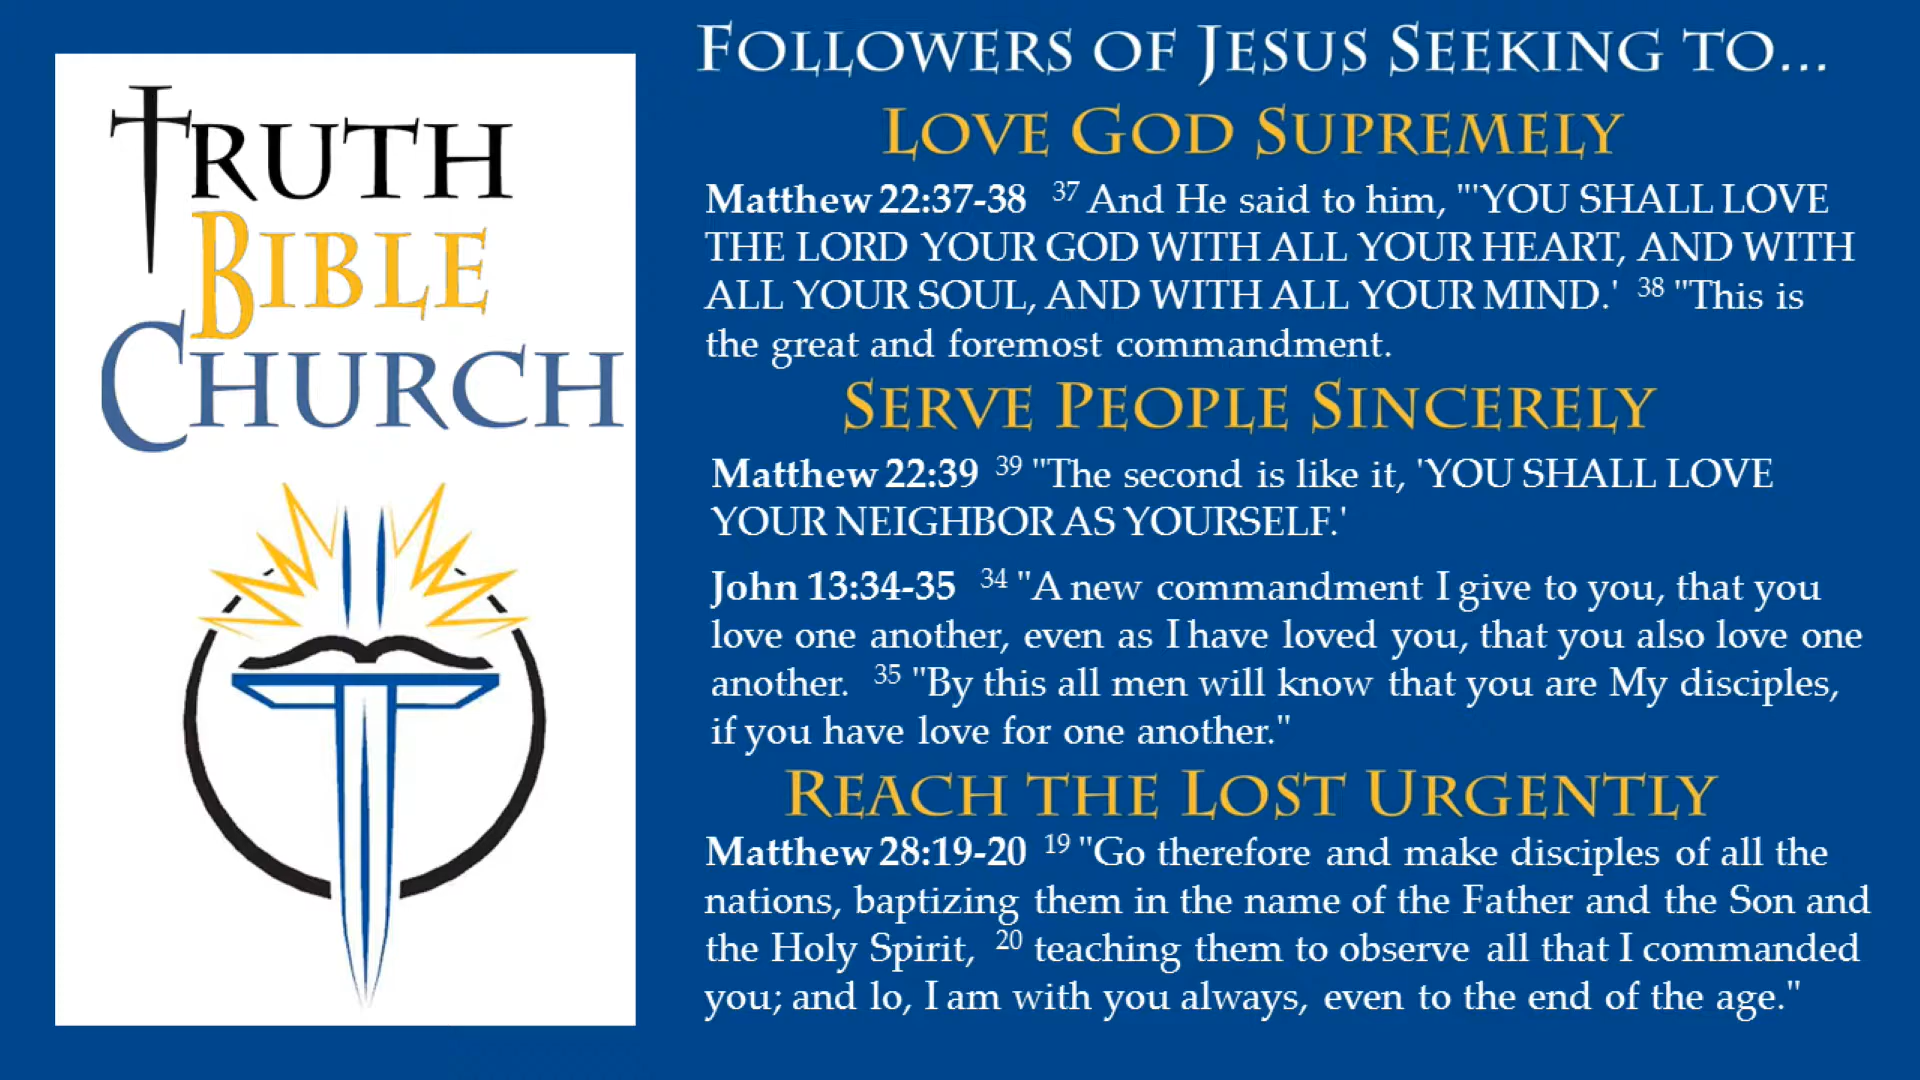 TRUTH
BIBLE
CHURCH
FOLLOWERS OF JESUS SEEKING TO...
LOVE GOD SUPREMELY
Matthew 22:37-38 37 And He said to him, "'YOU SHALL LOVE
THE LORD YOUR GOD WITH ALL YOUR HEART, AND WITH
ALL YOUR SOUL, AND WITH ALL YOUR MIND.' 38 "This is
the great and foremost commandment.
SERVE PEOPLE SINCERELY
Matthew 22:39 39 "The second is like it, 'YOU SHALL LOVE
YOUR NEIGHBOR AS YOURSELF.'
John 13:34-35 34 "A new commandment I give to you, that you
love one another, even as I have loved you, that you also love one
another. 35 "By this all men will know that you are My disciples,
if you have love for one another."
REACH THE LOST URGENTLY
Matthew 28:19-20 19 "Go therefore and make disciples of all the
nations, baptizing them in the name of the Father and the Son and
the Holy Spirit, 20 teaching them to observe all that I commanded
you; and lo, I am with you always, even to the end of the age."